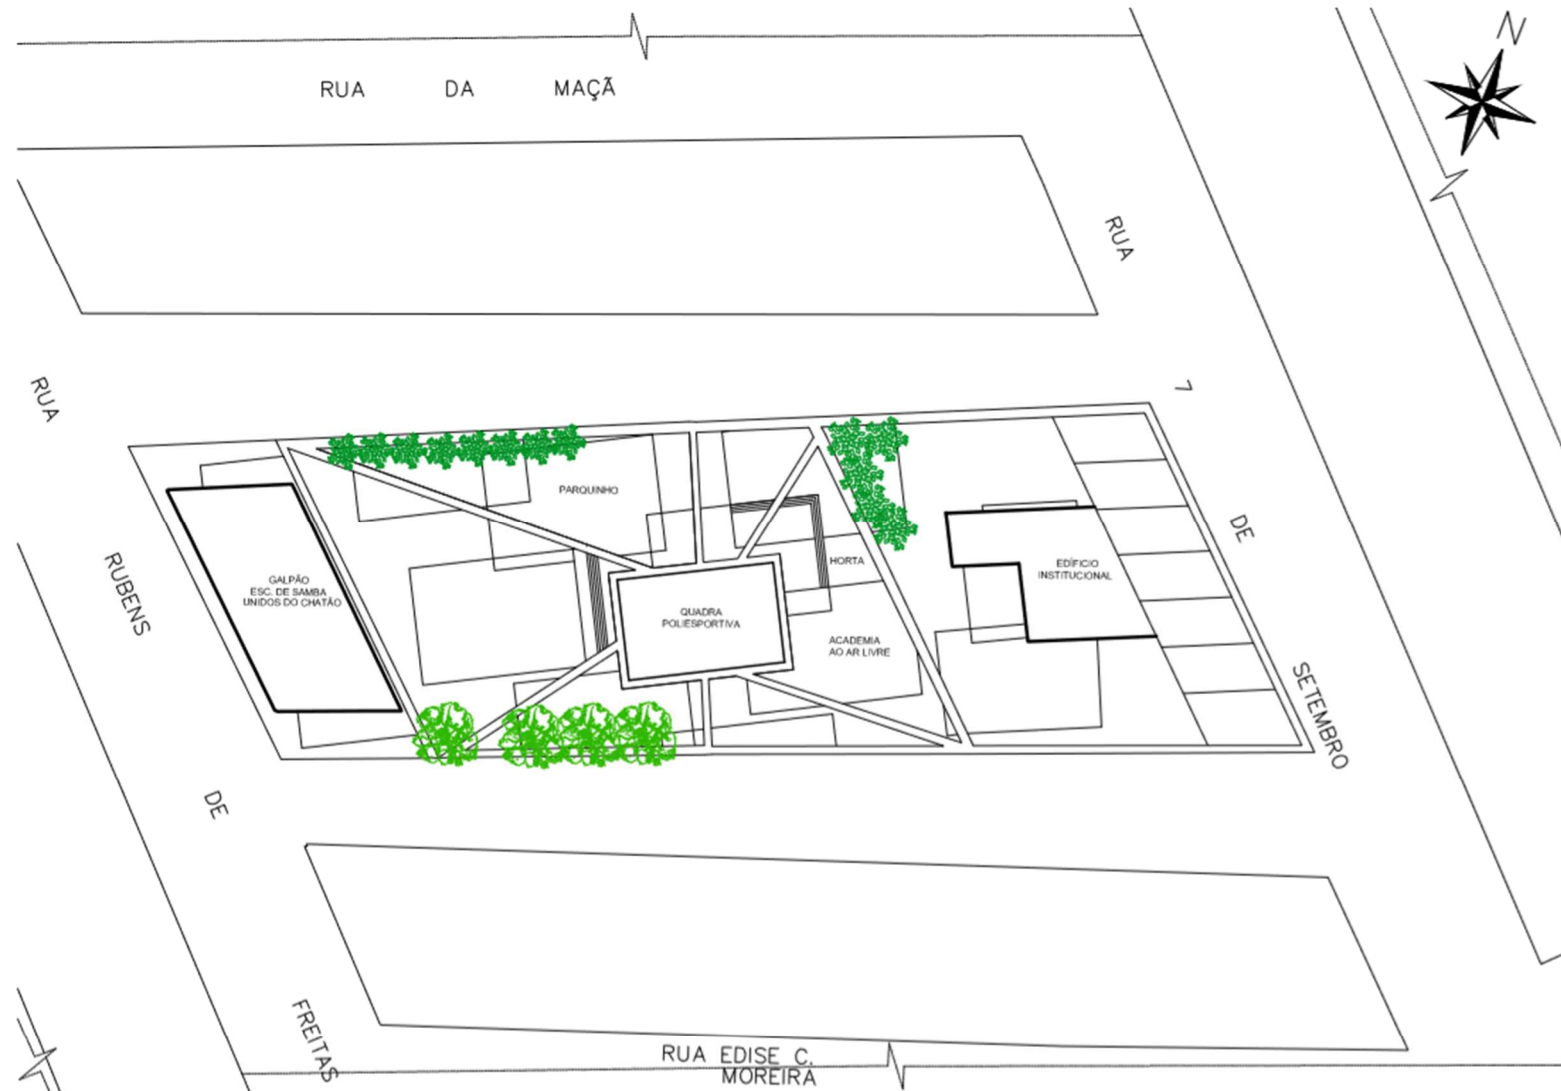 N
RUA DA MAÇÃ
RUA
7
DE
SETEMBRO
RUA
RUBENS
DE
FREITAS
PARQUINHO
GALPÃO
ESC. DE SAMBA
UNIDOS DO CHATÃO
QUADRA
POLIESPORTIVA
HORTA
ACADEMIA
AO AR LIVRE
EDÍFICIO
INSTITUCIONAL
RUA EDISE C.
MOREIRA